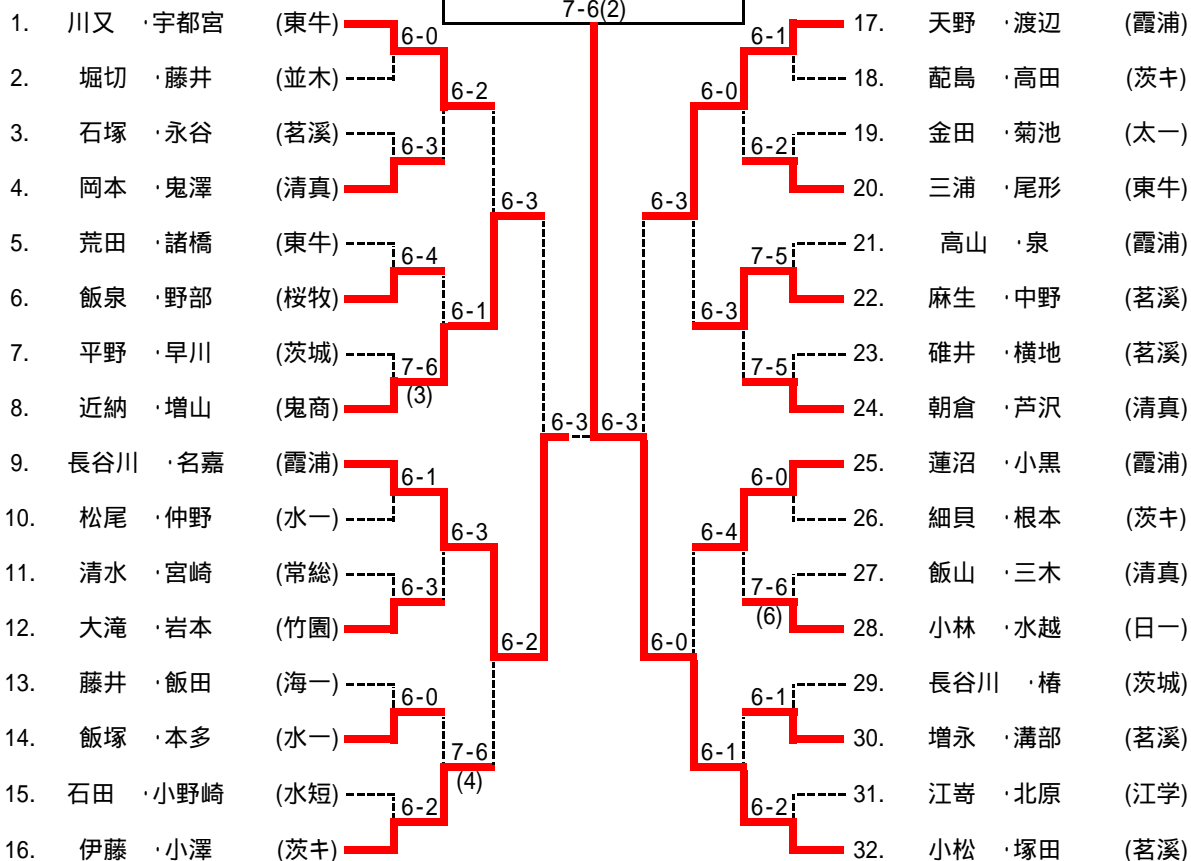 7-6(2)
1. 川又 ・宇都宮 (東牛) 6-0 6-1 17. 天野 ・渡辺 (霞浦)
2. 堀切 ・藤井 (並木) 6-2 6-0 18. 蓜島 ・高田 (茨キ)
3. 石塚 ・永谷 (茗溪) 6-3 6-2 19. 金田 ・菊池 (太一)
4. 岡本 ・鬼澤 (清真) 6-3 6-3 20. 三浦 ・尾形 (東牛)
5. 荒田 ・諸橋 (東牛) 6-4 7-5 21. 高山 ・泉 (霞浦)
6. 飯泉 ・野部 (桜牧) 6-1 6-3 22. 麻生 ・中野 (茗溪)
7. 平野 ・早川 (茨城) 7-6 7-5 23. 碓井 ・横地 (茗溪)
8. 近納 ・増山 (鬼商) (3) 24. 朝倉 ・芦沢 (清真)
6-3 6-3
9. 長谷川 ・名嘉 (霞浦) 6-1 6-0 25. 蓮沼 ・小黒 (霞浦)
10. 松尾 ・仲野 (水一) 6-3 6-4 26. 細貝 ・根本 (茨キ)
11. 清水 ・宮崎 (常総) 6-3 7-6 27. 飯山 ・三木 (清真)
12. 大滝 ・岩本 (竹園) 6-2 6-0 (6) 28. 小林 ・水越 (日一)
13. 藤井 ・飯田 (海一) 6-0 6-1 29. 長谷川 ・椿 (茨城)
14. 飯塚 ・本多 (水一) 7-6 6-1 30. 増永 ・溝部 (茗溪)
(4)
15. 石田 ・小野崎 (水短) 6-2 6-2 31. 江嵜 ・北原 (江学)
16. 伊藤 ・小澤 (茨キ) 32. 小松 ・塚田 (茗溪)